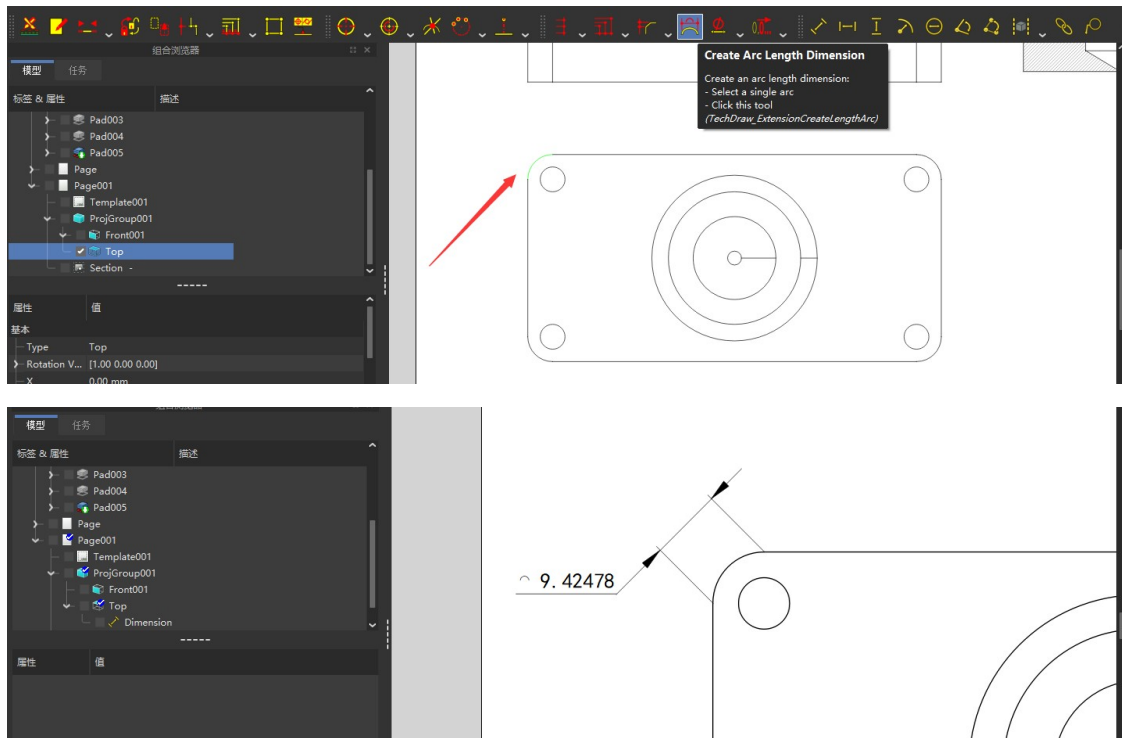 组合浏览器
模型 任务
标签 & 属性 描述
Pad003
Pad004
Pad005
Page
Page001
Template001
ProjGroup001
Front001
Top
Section -
属性 值
基本
Type Top
Rotation V... [1.00 0.00 0.00]
X 0.00 mm
Create Arc Length Dimension
Create an arc length dimension:
- Select a single arc
- Click this tool
(TechDraw_ExtensionCreateLengthArc)
模型 任务
标签 & 属性 描述
Pad003
Pad004
Pad005
Page
Page001
Template001
ProjGroup001
Front001
Top
Dimension
属性 值
⌒ 9.42478